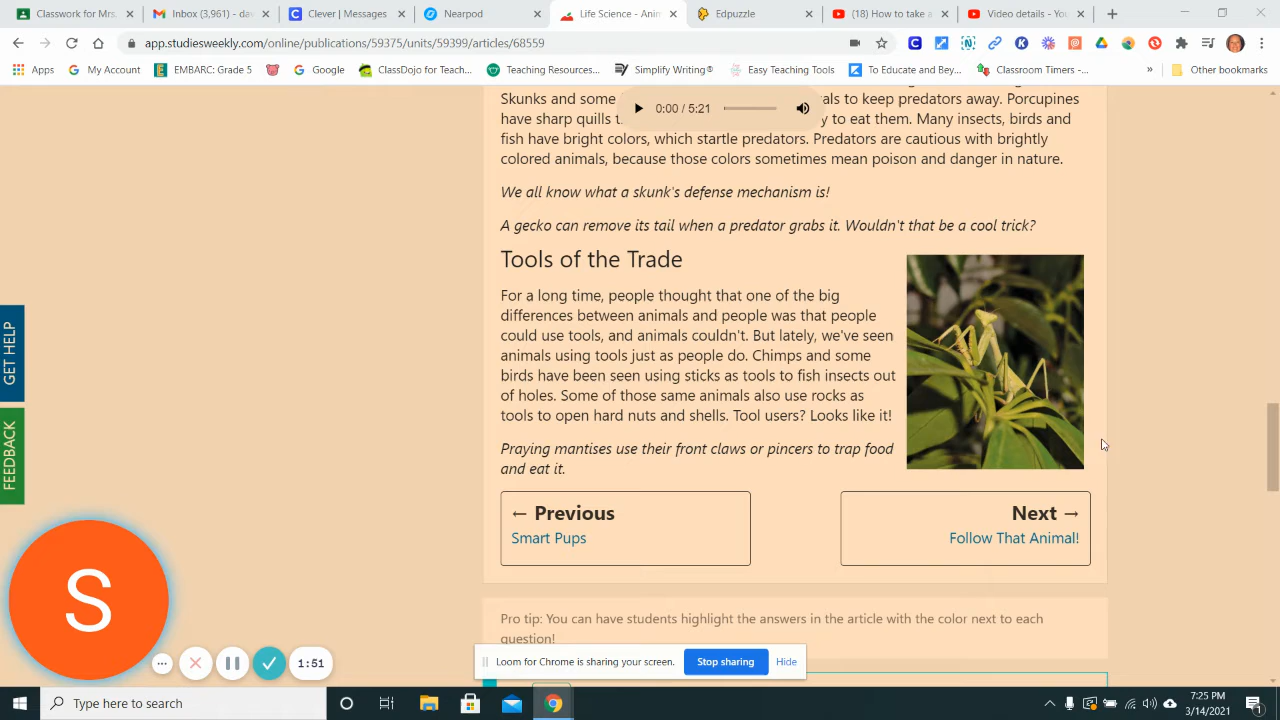 Classwork for Mrs.
Inbox (3,961) - da
Clever | Messages
Nearpod
Life Science - Anim
Edpuzzle
(18) How to take a
Video details - You
app.studiesweekly.com/online/publications/59375/units/59399/articles/68559
Apps
My Account
EMBARC: Grade 5
Google
ClassDojo for Teach...
Teaching Resources...
Simplify Writing®
Easy Teaching Tools
To Educate and Bey...
Classroom Timers -...
»
Other bookmarks
Skunks and some
als to keep predators away. Porcupines
0:00 / 5:21
have sharp quills
y to eat them. Many insects, birds and
fish have bright colors, which startle predators. Predators are cautious with brightly
colored animals, because those colors sometimes mean poison and danger in nature.
We all know what a skunk's defense mechanism is!
A gecko can remove its tail when a predator grabs it. Wouldn't that be a cool trick?
Tools of the Trade
For a long time, people thought that one of the big
differences between animals and people was that people
could use tools, and animals couldn't. But lately, we've seen
animals using tools just as people do. Chimps and some
birds have been seen using sticks as tools to fish insects out
of holes. Some of those same animals also use rocks as
tools to open hard nuts and shells. Tool users? Looks like it!
Praying mantises use their front claws or pincers to trap food
and eat it.
← Previous
Smart Pups
Next →
Follow That Animal!
Pro tip: You can have students highlight the answers in the article with the color next to each
question!
GET HELP
FEEDBACK
S
1:51
Loom for Chrome is sharing your screen.
Stop sharing
Hide
Type here to search
7:25 PM
3/14/2021
1